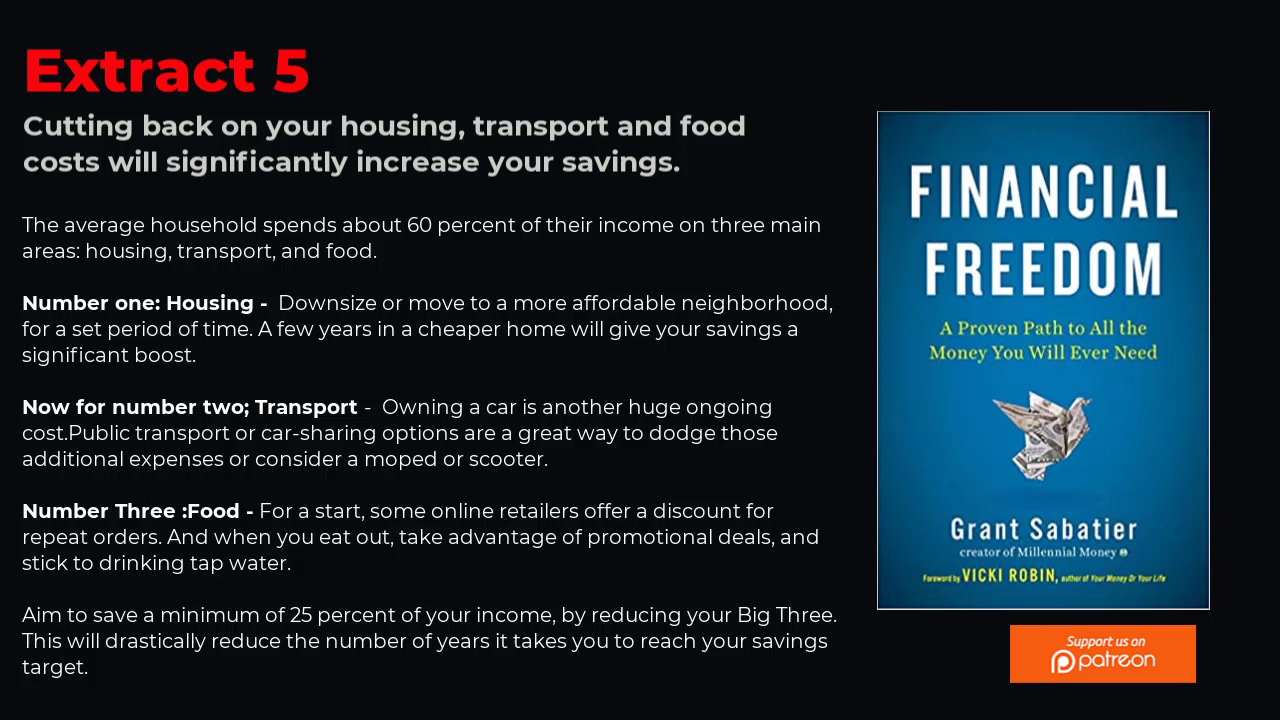 Extract 5
Cutting back on your housing, transport and food
costs will significantly increase your savings.
The average household spends about 60 percent of their income on three main
areas: housing, transport, and food.
Number one: Housing - Downsize or move to a more affordable neighborhood,
for a set period of time. A few years in a cheaper home will give your savings a
significant boost.
Now for number two; Transport - Owning a car is another huge ongoing
cost.Public transport or car-sharing options are a great way to dodge those
additional expenses or consider a moped or scooter.
Number Three :Food - For a start, some online retailers offer a discount for
repeat orders. And when you eat out, take advantage of promotional deals, and
stick to drinking tap water.
Aim to save a minimum of 25 percent of your income, by reducing your Big Three.
This will drastically reduce the number of years it takes you to reach your savings
target.
FINANCIAL
FREEDOM
A Proven Path to All the
Money You Will Ever Need
Grant Sabatier
creator of Millennial Money
Foreword by VICKI ROBIN, author of Your Money Or Your Life
Support us on
patreon